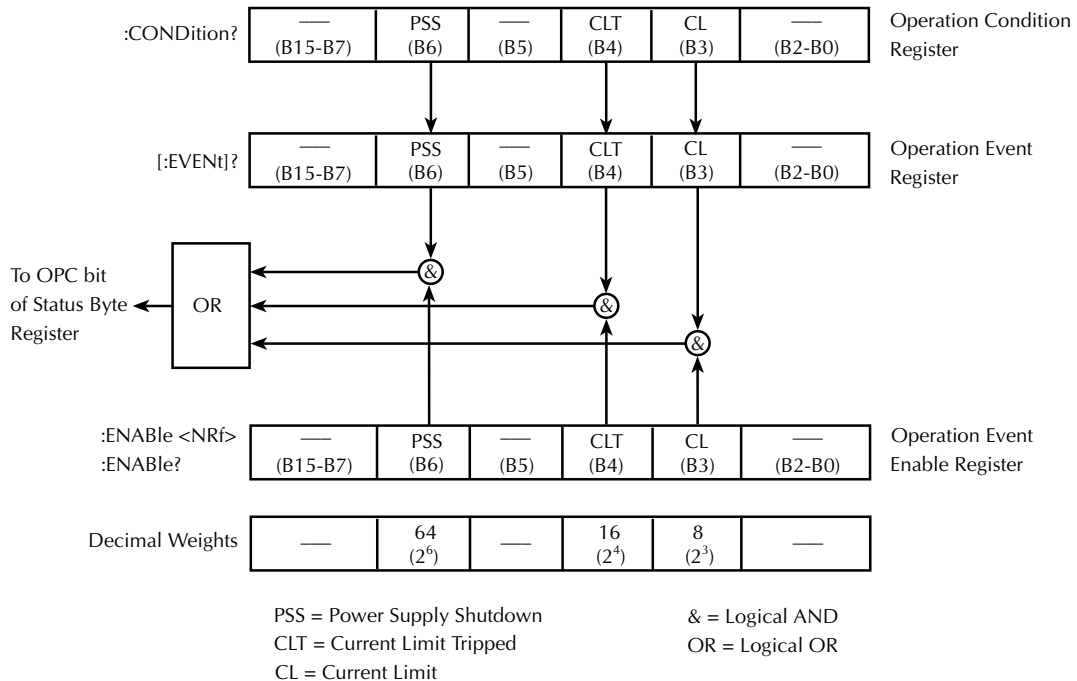 :CONDition?
—— PSS —— CLT CL ——
(B15-B7) (B6) (B5) (B4) (B3) (B2-B0)
Operation Condition
Register
[:EVENt]?
—— PSS —— CLT CL ——
(B15-B7) (B6) (B5) (B4) (B3) (B2-B0)
Operation Event
Register
&
&
&
To OPC bit
of Status Byte
Register
OR
:ENABle <NRf>
:ENABle?
—— PSS —— CLT CL ——
(B15-B7) (B6) (B5) (B4) (B3) (B2-B0)
Operation Event
Enable Register
Decimal Weights
—— 64 —— 16 8 ——
(2⁶) (2⁴) (2³)
PSS = Power Supply Shutdown
CLT = Current Limit Tripped
CL = Current Limit
& = Logical AND
OR = Logical OR